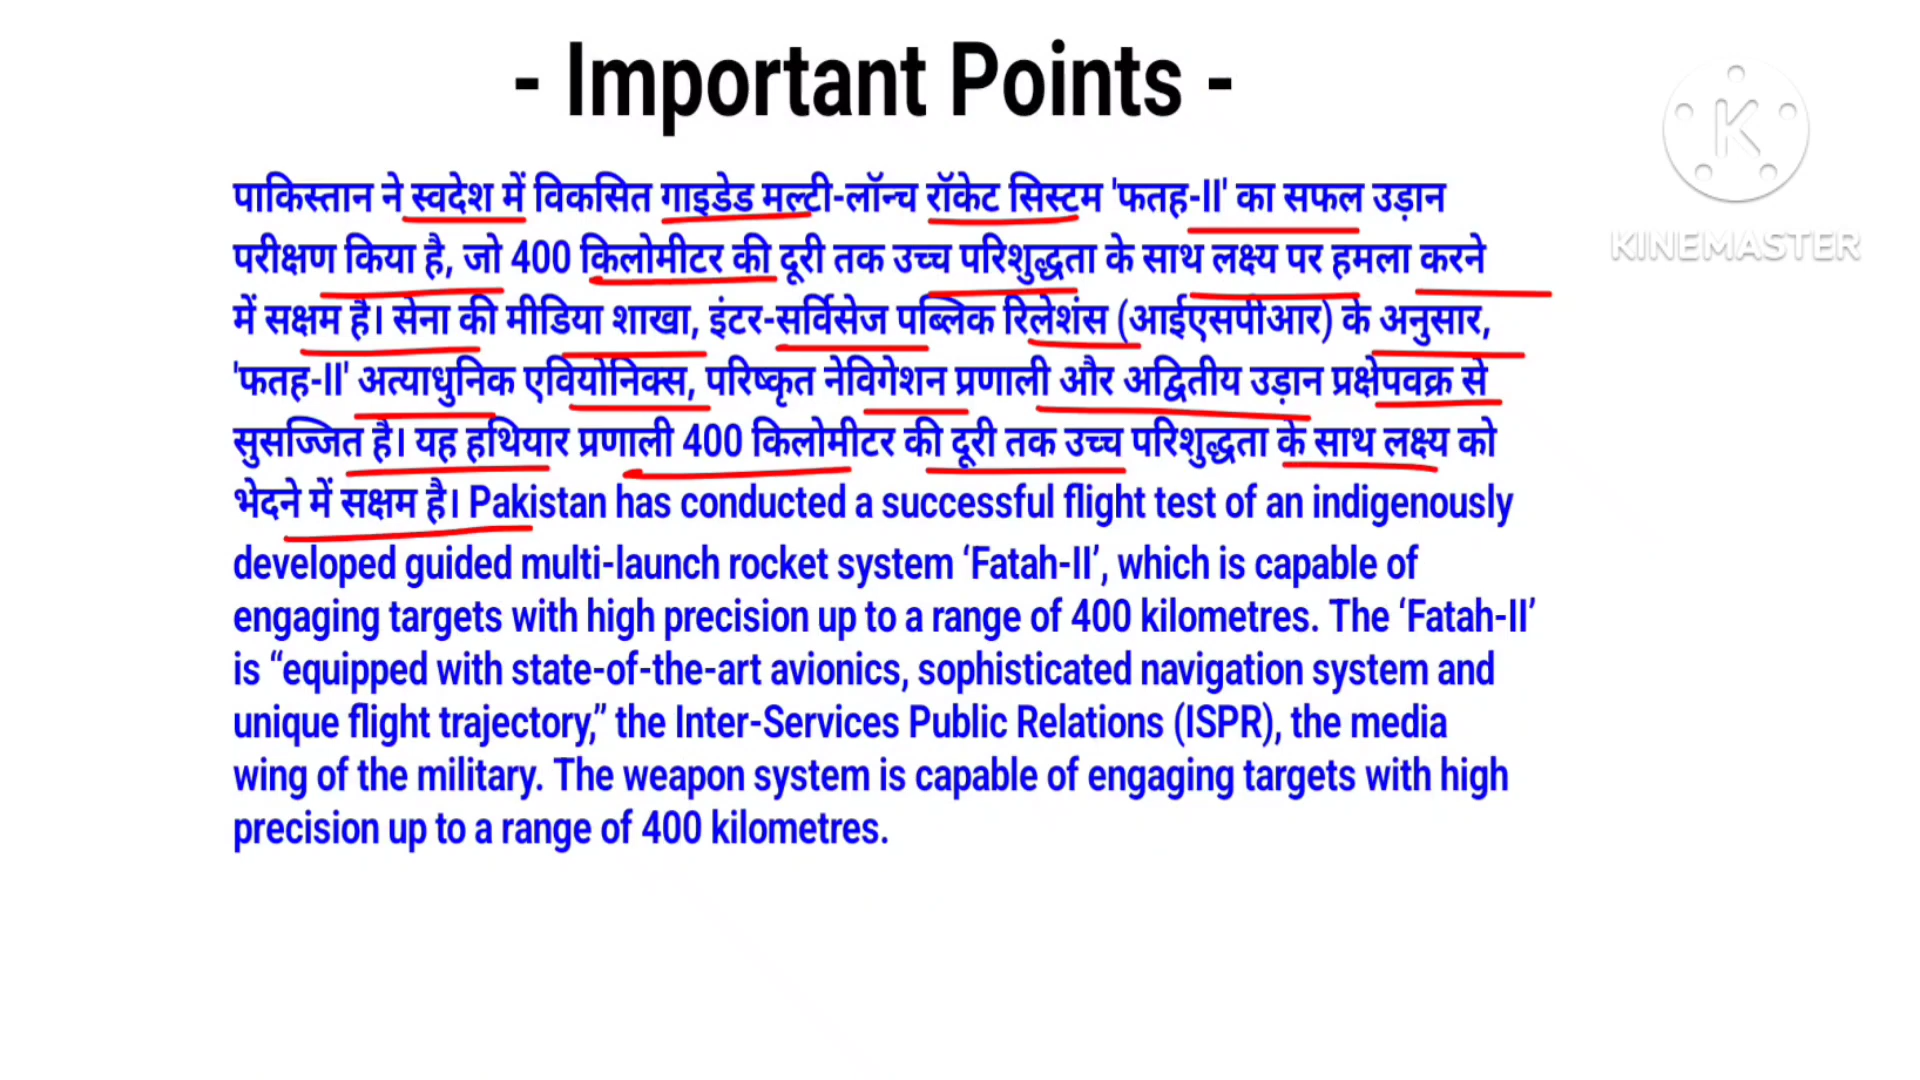 - Important Points -
K
KINEMASTER
पाकिस्तान ने स्वदेश में विकसित गाइडेड मल्टी-लॉन्च रॉकेट सिस्टम 'फतह-II' का सफल उड़ान
परीक्षण किया है, जो 400 किलोमीटर की दूरी तक उच्च परिशुद्धता के साथ लक्ष्य पर हमला करने
में सक्षम है। सेना की मीडिया शाखा, इंटर-सर्विसेज पब्लिक रिलेशंस (आईएसपीआर) के अनुसार,
'फतह-II' अत्याधुनिक एवियोनिक्स, परिष्कृत नेविगेशन प्रणाली और अद्वितीय उड़ान प्रक्षेपवक्र से
सुसज्जित है। यह हथियार प्रणाली 400 किलोमीटर की दूरी तक उच्च परिशुद्धता के साथ लक्ष्य को
भेदने में सक्षम है। Pakistan has conducted a successful flight test of an indigenously
developed guided multi-launch rocket system ‘Fatah-II’, which is capable of
engaging targets with high precision up to a range of 400 kilometres. The ‘Fatah-II’
is “equipped with state-of-the-art avionics, sophisticated navigation system and
unique flight trajectory,” the Inter-Services Public Relations (ISPR), the media
wing of the military. The weapon system is capable of engaging targets with high
precision up to a range of 400 kilometres.